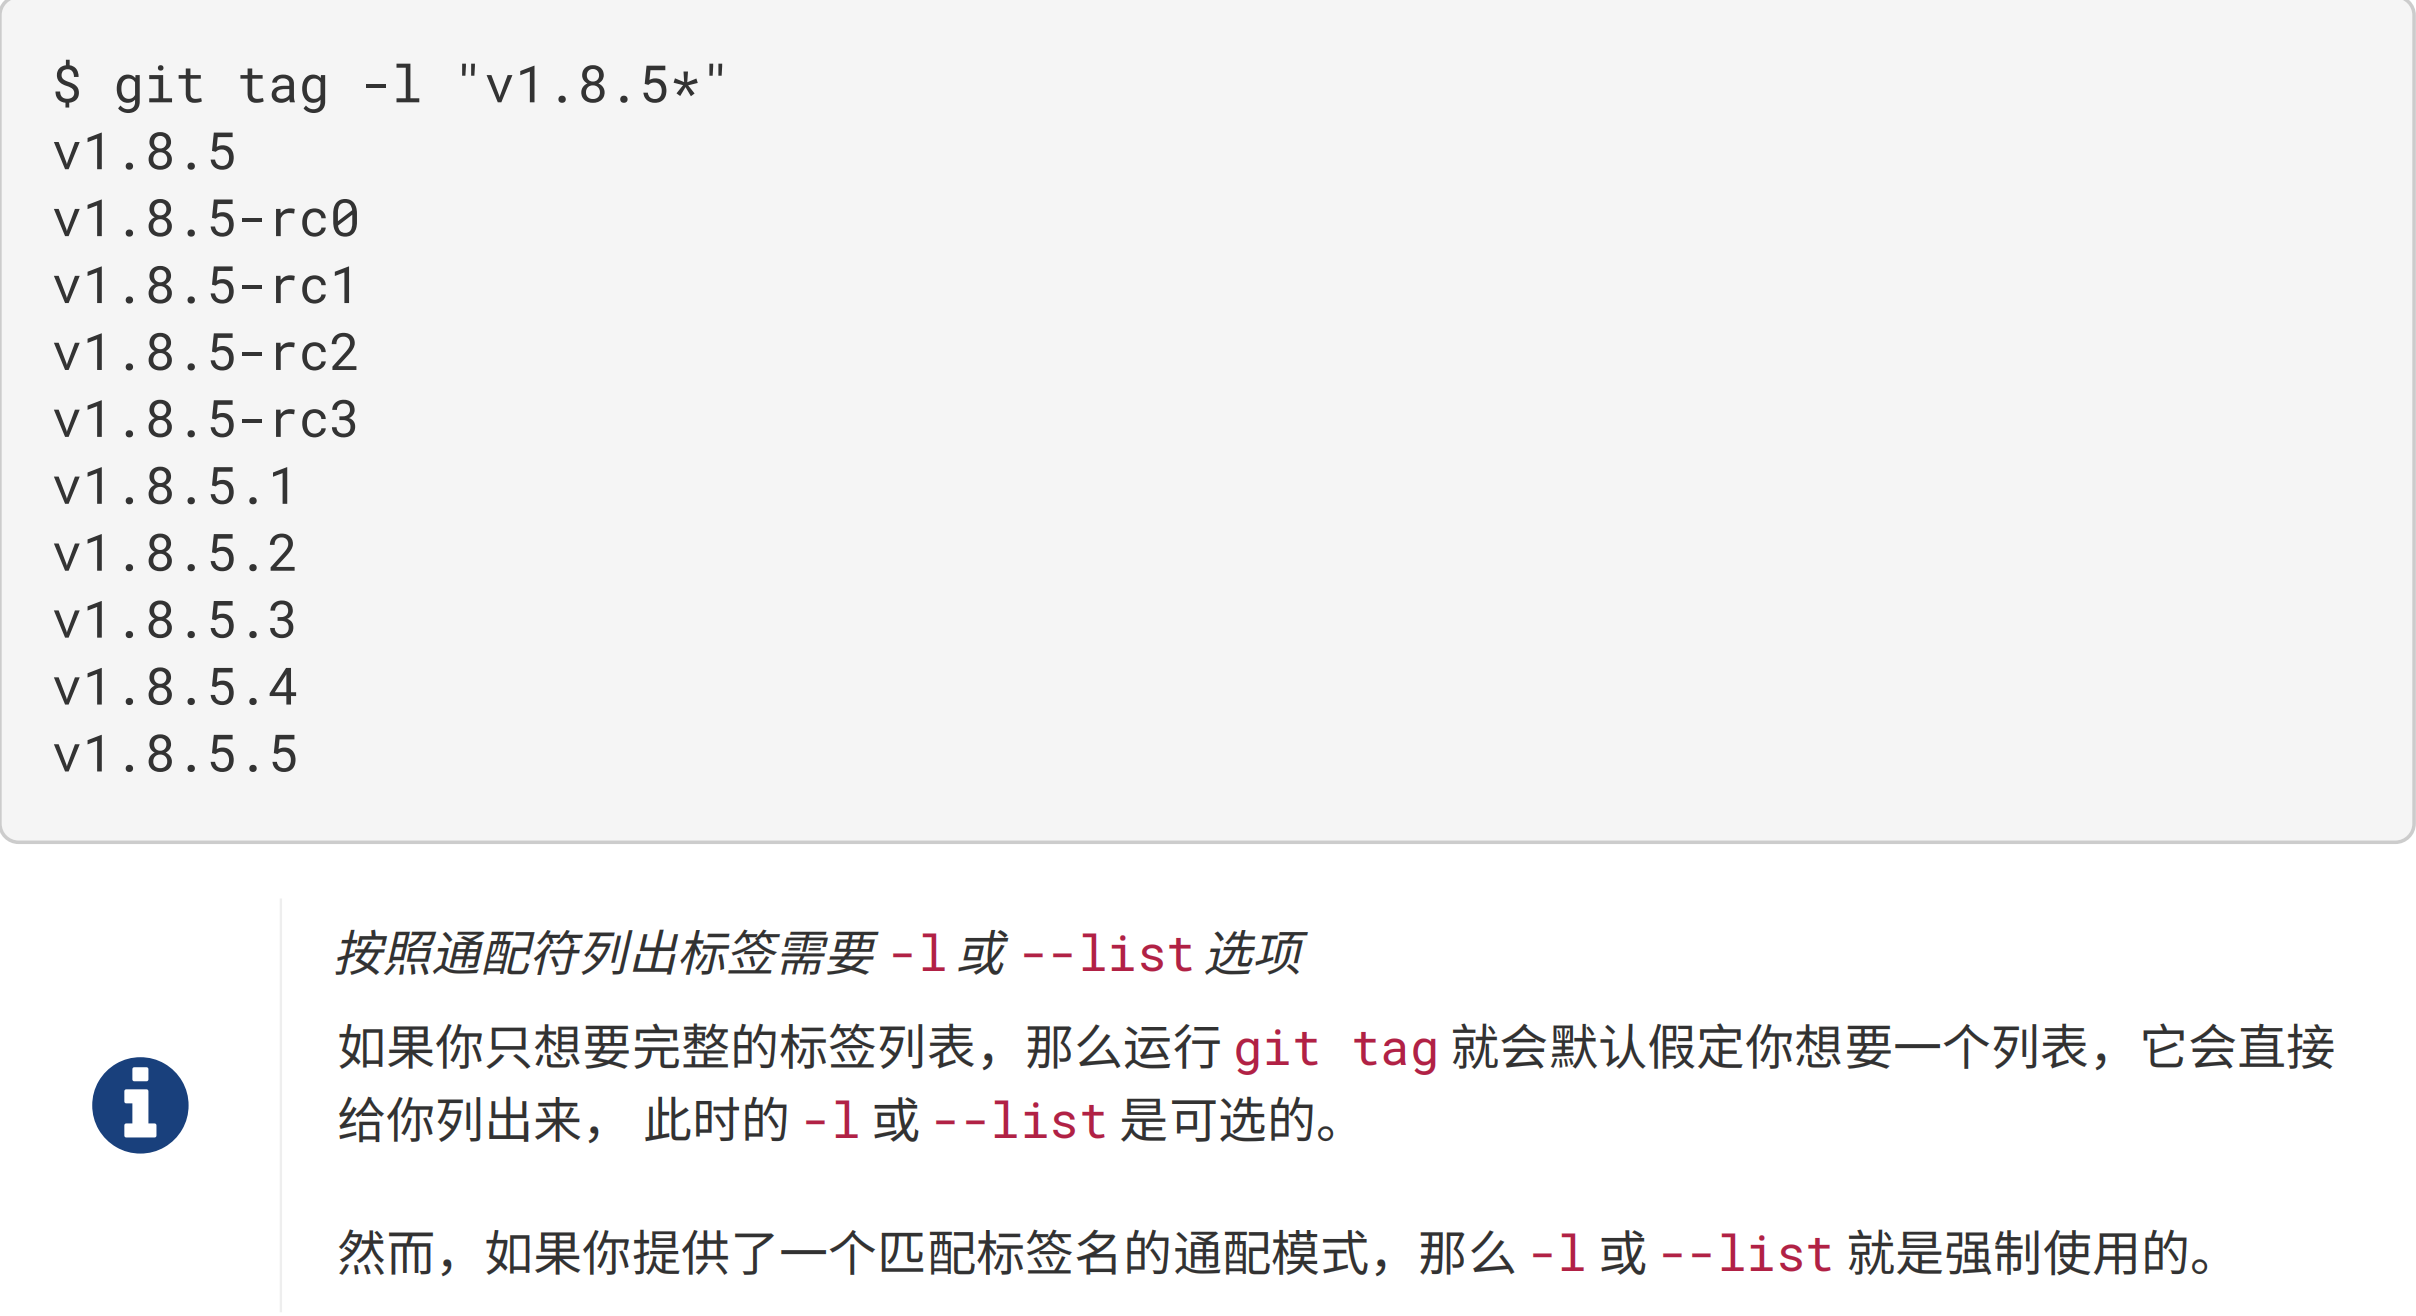 $ git tag -l "v1.8.5*"
v1.8.5
v1.8.5-rc0
v1.8.5-rc1
v1.8.5-rc2
v1.8.5-rc3
v1.8.5.1
v1.8.5.2
v1.8.5.3
v1.8.5.4
v1.8.5.5
按照通配符列出标签需要 -l 或 --list 选项
如果你只想要完整的标签列表，那么运行 git tag 就会默认假定你想要一个列表，它会直接
给你列出来， 此时的 -l 或 --list 是可选的。
然而，如果你提供了一个匹配标签名的通配模式，那么 -l 或 --list 就是强制使用的。